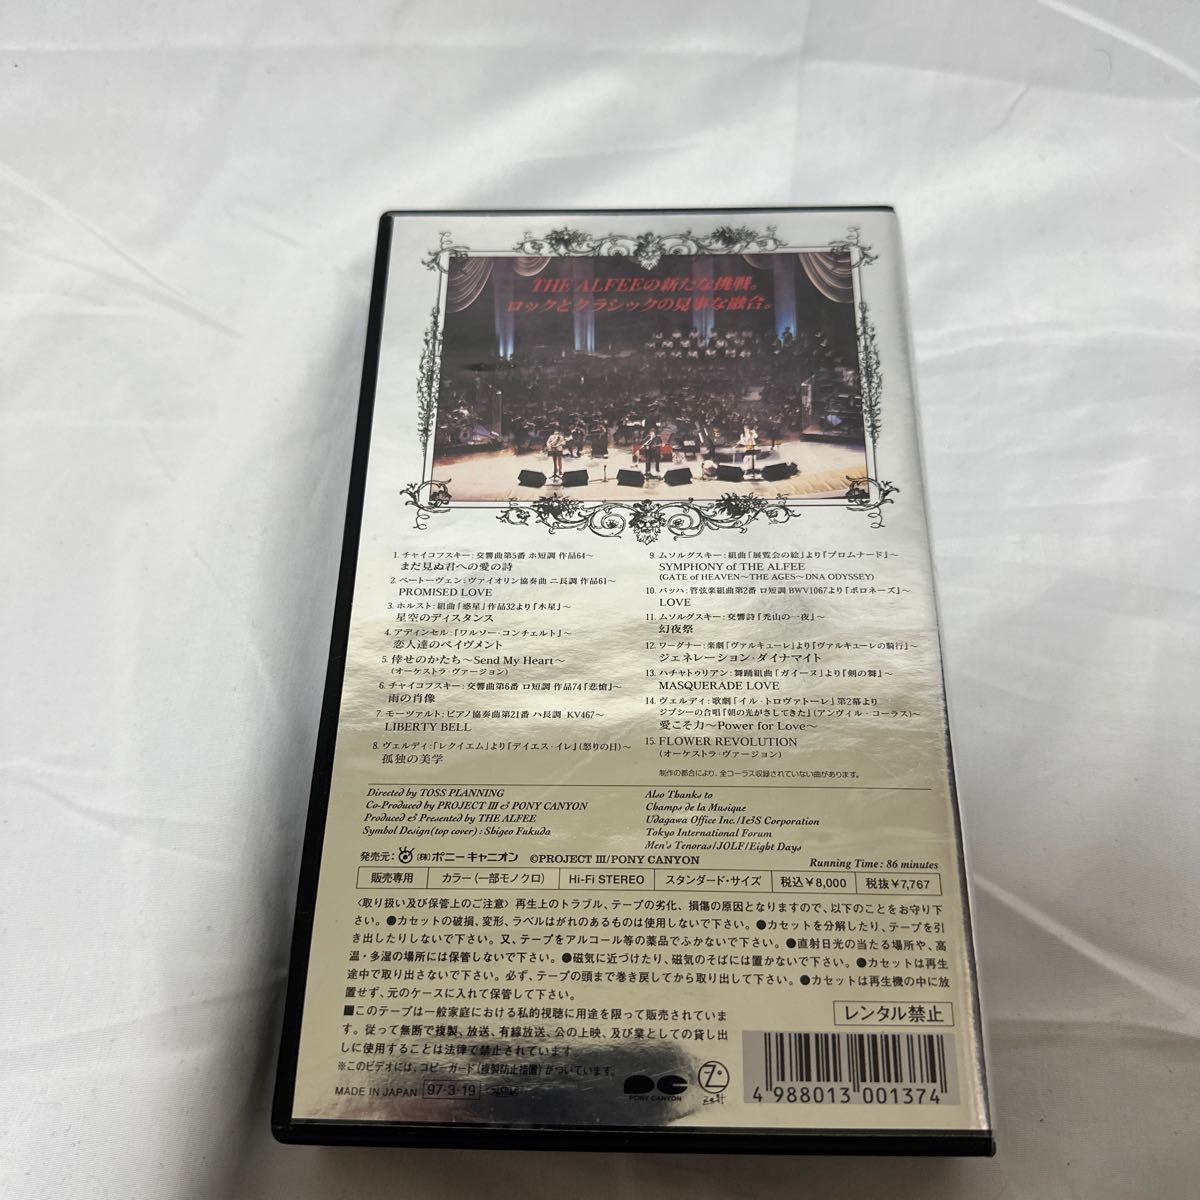 THE ALFEEの新たな挑戦。
ロックとクラシックの見事な融合。
1. チャイコフスキー: 交響曲第5番 ホ短調 作品64〜
まだ見ぬ君への愛の詩
2. ベートーヴェン: ヴァイオリン協奏曲 ニ長調 作品61〜
PROMISED LOVE
3. ホルスト: 組曲「惑星」作品32より『木星』〜
星空のディスタンス
4. アディンセル:「ワルソー・コンチェルト」〜
恋人達のペイヴメント
5. 倖せのかたち〜Send My Heart〜
(オーケストラ・ヴァージョン)
6. チャイコフスキー: 交響曲第6番 ロ短調 作品74『悲愴』〜
雨の肖像
7. モーツァルト: ピアノ協奏曲第21番 ハ長調 KV467〜
LIBERTY BELL
8. ヴェルディ:「レクイエム」より『デイエス・イレ』(怒りの日)〜
孤独の美学
9. ムソルグスキー: 組曲「展覧会の絵」より『プロムナード』〜
SYMPHONY of THE ALFEE
(GATE of HEAVEN〜THE AGES〜DNA ODYSSEY)
10. バッハ: 管弦楽組曲第2番 ロ短調 BWV1067より『ポロネーズ』〜
LOVE
11. ムソルグスキー: 交響詩「禿山の一夜」〜
幻夜祭
12. ワーグナー: 楽劇「ヴァルキューレ」より『ヴァルキューレの騎行』〜
ジェネレーション・ダイナマイト
13. ハチャトゥリアン: 舞踊組曲「ガイーヌ」より『剣の舞』〜
MASQUERADE LOVE
14. ヴェルディ: 歌劇「イル・トロヴァトーレ」第2幕より
ジプシーの合唱『朝の光がさしてきた』(アンヴィル・コーラス)〜
愛こそ力〜Power for Love〜
15. FLOWER REVOLUTION
(オーケストラ・ヴァージョン)
制作の都合により、全コーラス収録されていない曲があります。
Directed by TOSS PLANNING
Co-Produced by PROJECT III & PONY CANYON
Produced & Presented by THE ALFEE
Symbol Design(top cover) : Shigeo Fukuda
Also Thanks to
Champs de la Musique
Udagawa Office Inc./I&S Corporation
Tokyo International Forum
Men's Tenoras/JOLF/Eight Days
発売元: (株)ポニーキャニオン ©PROJECT III/PONY CANYON
Running Time : 86 minutes
販売専用 カラー(一部モノクロ) Hi-Fi STEREO スタンダード・サイズ 税込¥8,000 税抜¥7,767
〈取り扱い及び保管上のご注意〉再生上のトラブル、テープの劣化、損傷の原因となりますので、以下のことをお守り下
さい。●カセットの破損、変形、ラベルはがれのあるものは使用しないで下さい。●カセットを分解したり、テープを引
き出したりしないで下さい。又、テープをアルコール等の薬品でふかないで下さい。●直射日光の当たる場所や、高
温・多湿の場所には保管しないで下さい。●磁気に近づけたり、磁気のそばには置かないで下さい。●カセットは再生
途中で取り出さないで下さい。必ず、テープの頭まで巻き戻してから取り出して下さい。●カセットは再生機の中に放
置せず、元のケースに入れて保管して下さい。
■このテープは一般家庭における私的視聴に用途を限って販売されていま
す。従って無断で複製、放送、有線放送、公の上映、及び業としての貸し出
しに使用することは法律で禁止されています。
※このビデオには、コピーガード(複製防止措置)がついています。
レンタル禁止
MADE IN JAPAN 97・3・19
PONY CANYON
Zett
4 988013 001374